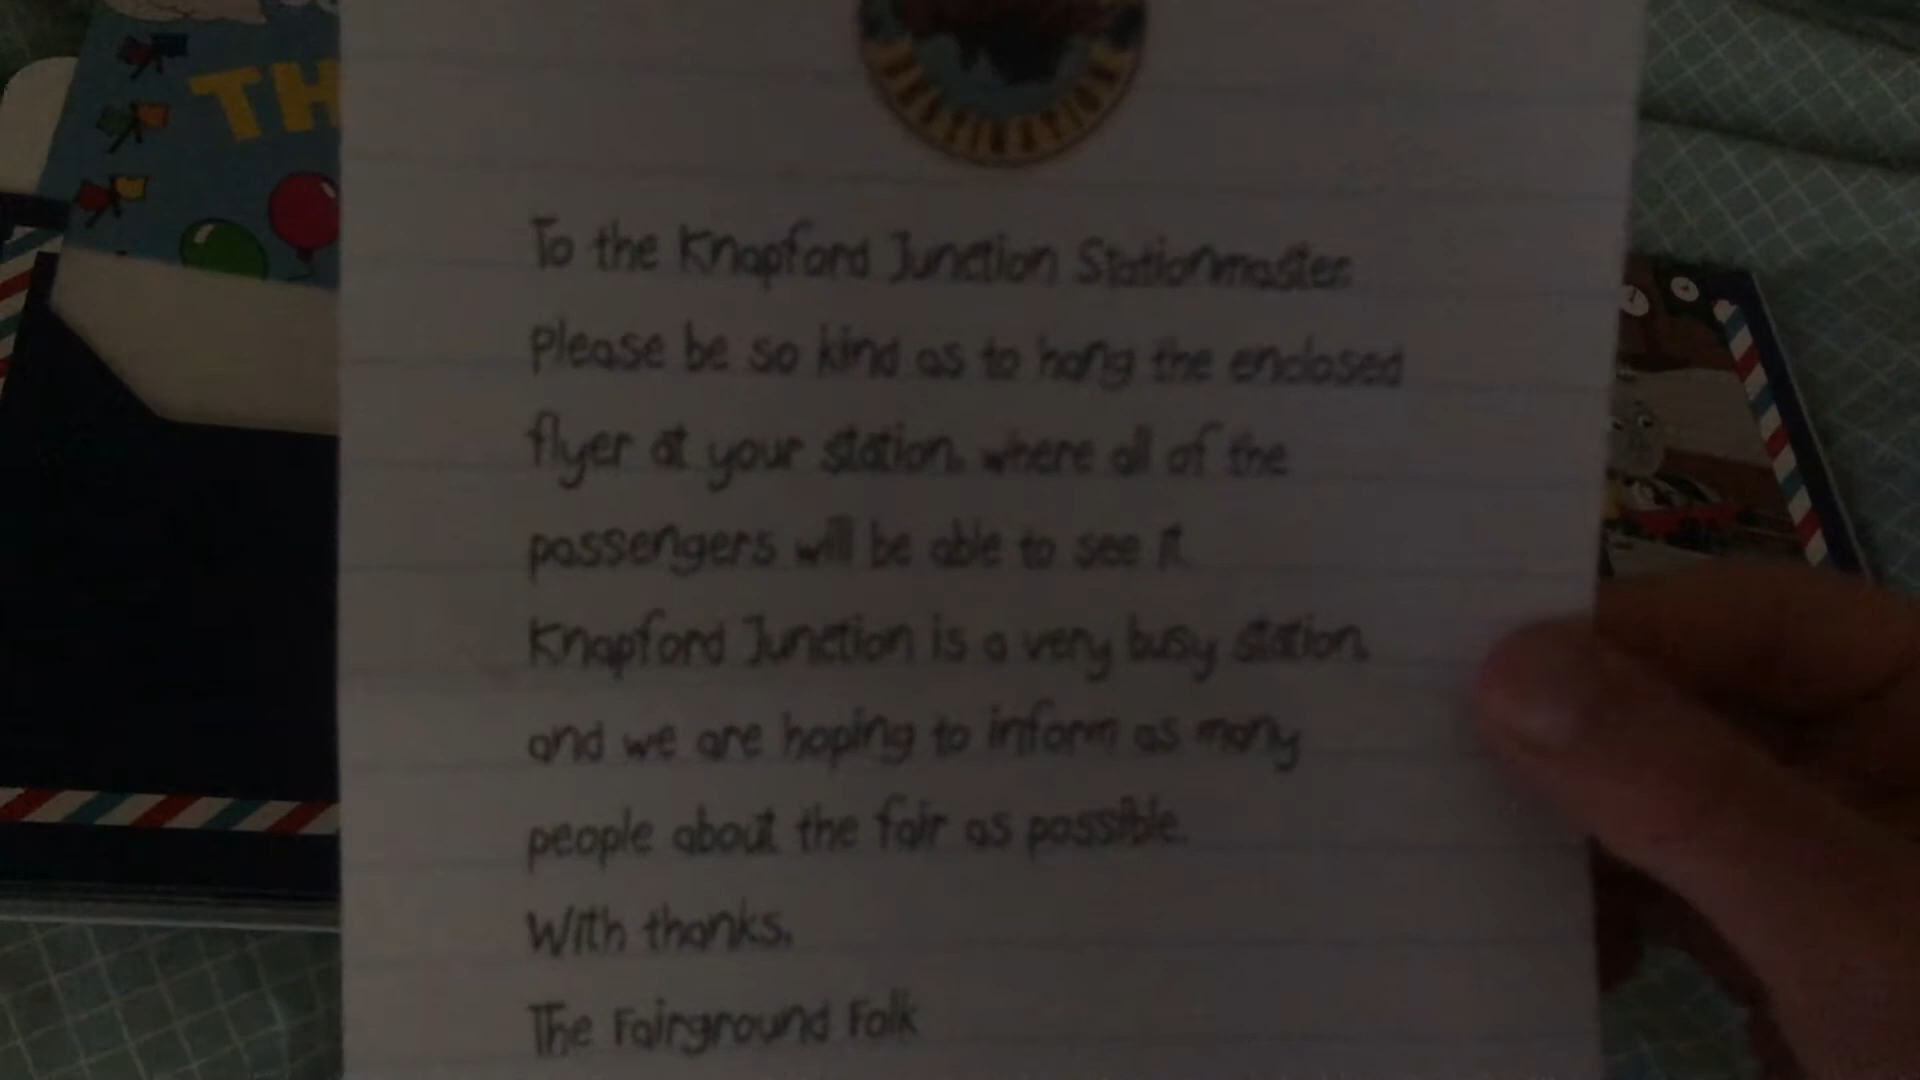 TH
DESTINATION
To the Knapford Junction Stationmaster
Please be so kind as to hang the enclosed
flyer at your station, where all of the
passengers will be able to see it.
Knapford Junction is a very busy station,
and we are hoping to inform as many
people about the fair as possible.
With thanks,
The Fairground Folk